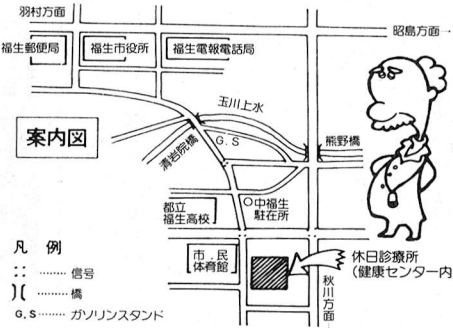 羽村方面
昭島方面→
福生郵便局
福生市役所
福生電報電話局
玉川上水
案内図
清岩院橋
G.S
熊野橋
都立
福生高校
中福生
駐在所
市・民
体育館
休日診療所
(健康センター内
秋川方面→
凡 例
……… 信号
……… 橋
G.S ……… ガソリンスタンド